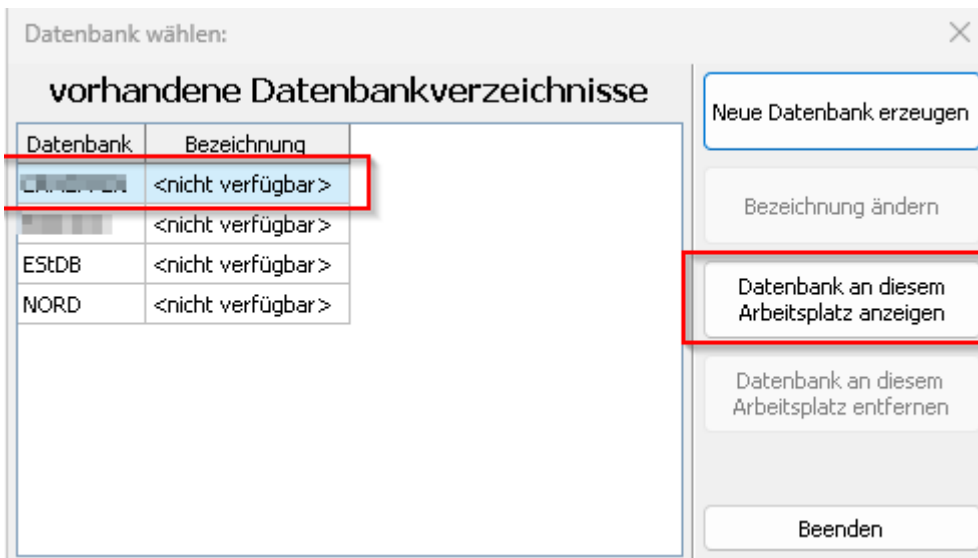 Datenbank wählen:
vorhandene Datenbankverzeichnisse
Datenbank Bezeichnung
<nicht verfügbar>
<nicht verfügbar>
EStDB <nicht verfügbar>
NORD <nicht verfügbar>
Neue Datenbank erzeugen
Bezeichnung ändern
Datenbank an diesem
Arbeitsplatz anzeigen
Datenbank an diesem
Arbeitsplatz entfernen
Beenden